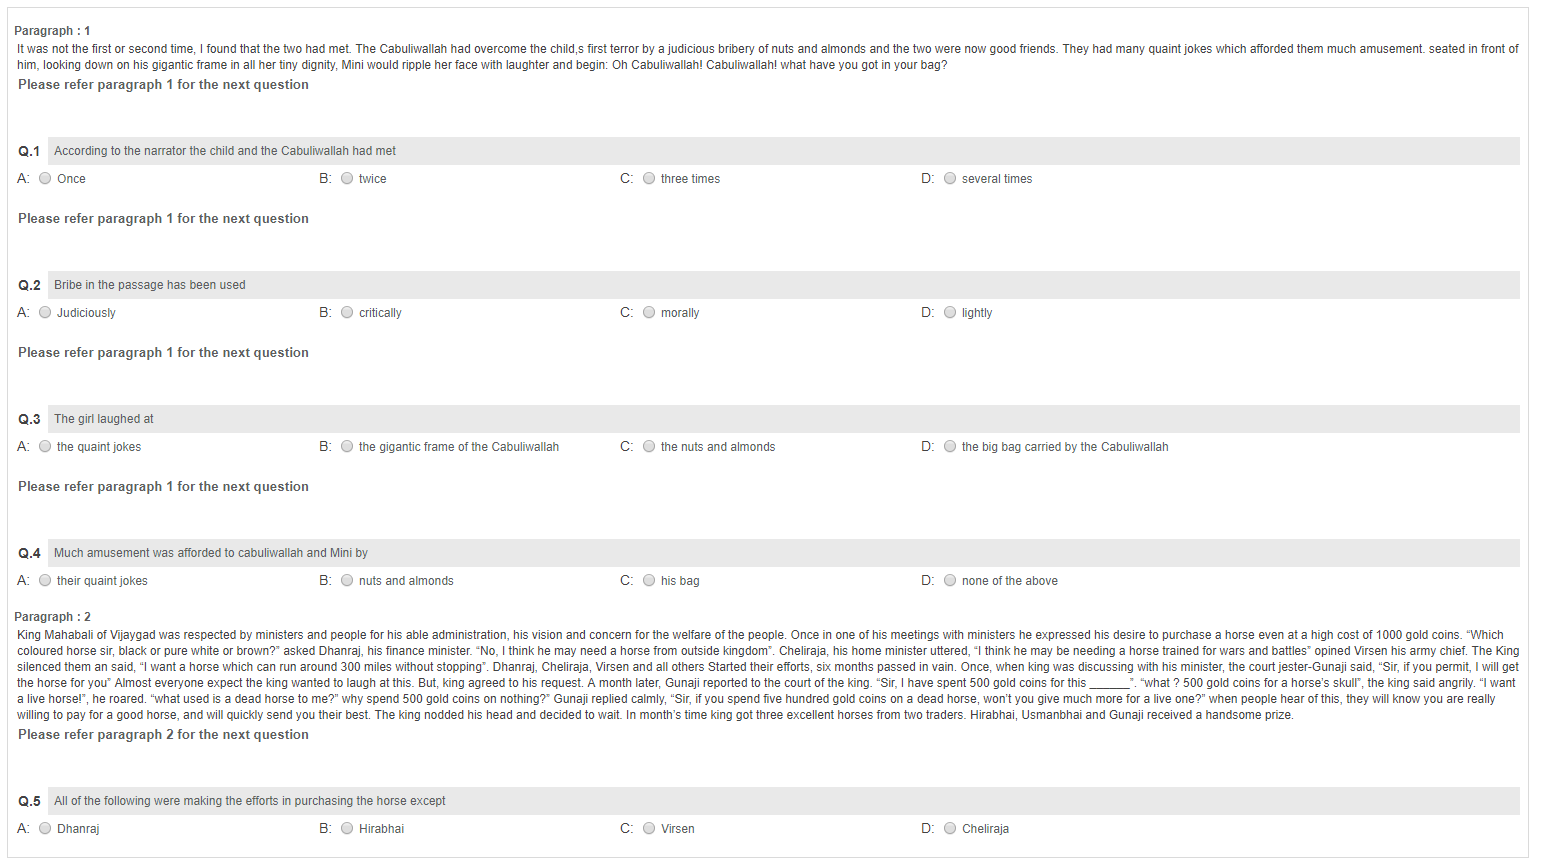 Paragraph : 1
It was not the first or second time, I found that the two had met. The Cabuliwallah had overcome the child,s first terror by a judicious bribery of nuts and almonds and the two were now good friends. They had many quaint jokes which afforded them much amusement. seated in front of
him, looking down on his gigantic frame in all her tiny dignity, Mini would ripple her face with laughter and begin: Oh Cabuliwallah! Cabuliwallah! what have you got in your bag?
Please refer paragraph 1 for the next question
Q.1 According to the narrator the child and the Cabuliwallah had met
A: Once B: twice C: three times D: several times
Please refer paragraph 1 for the next question
Q.2 Bribe in the passage has been used
A: Judiciously B: critically C: morally D: lightly
Please refer paragraph 1 for the next question
Q.3 The girl laughed at
A: the quaint jokes B: the gigantic frame of the Cabuliwallah C: the nuts and almonds D: the big bag carried by the Cabuliwallah
Please refer paragraph 1 for the next question
Q.4 Much amusement was afforded to cabuliwallah and Mini by
A: their quaint jokes B: nuts and almonds C: his bag D: none of the above
Paragraph : 2
King Mahabali of Vijaygad was respected by ministers and people for his able administration, his vision and concern for the welfare of the people. Once in one of his meetings with ministers he expressed his desire to purchase a horse even at a high cost of 1000 gold coins. “Which
coloured horse sir, black or pure white or brown?” asked Dhanraj, his finance minister. “No, I think he may need a horse from outside kingdom”. Cheliraja, his home minister uttered, “I think he may be needing a horse trained for wars and battles” opined Virsen his army chief. The King
silenced them an said, “I want a horse which can run around 300 miles without stopping”. Dhanraj, Cheliraja, Virsen and all others Started their efforts, six months passed in vain. Once, when king was discussing with his minister, the court jester-Gunaji said, “Sir, if you permit, I will get
the horse for you” Almost everyone expect the king wanted to laugh at this. But, king agreed to his request. A month later, Gunaji reported to the court of the king. “Sir, I have spent 500 gold coins for this ______”. “what ? 500 gold coins for a horse’s skull”, the king said angrily. “I want
a live horse!”, he roared. “what used is a dead horse to me?” why spend 500 gold coins on nothing?” Gunaji replied calmly, “Sir, if you spend five hundred gold coins on a dead horse, won’t you give much more for a live one?” when people hear of this, they will know you are really
willing to pay for a good horse, and will quickly send you their best. The king nodded his head and decided to wait. In month’s time king got three excellent horses from two traders. Hirabhai, Usmanbhai and Gunaji received a handsome prize.
Please refer paragraph 2 for the next question
Q.5 All of the following were making the efforts in purchasing the horse except
A: Dhanraj B: Hirabhai C: Virsen D: Cheliraja